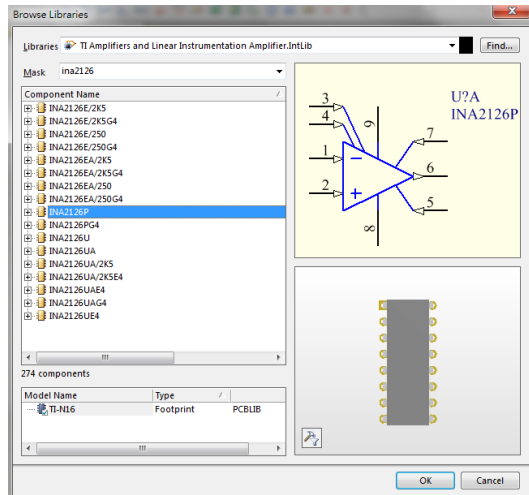 Browse Libraries
Libraries TI Amplifiers and Linear Instrumentation Amplifier.IntLib Find...
Mask ina2126
Component Name
INA2126E/2K5
INA2126E/2K5G4
INA2126E/250
INA2126E/250G4
INA2126EA/2K5
INA2126EA/2K5G4
INA2126EA/250
INA2126EA/250G4
INA2126P
INA2126PG4
INA2126U
INA2126UA
INA2126UA/2K5
INA2126UA/2K5E4
INA2126UAE4
INA2126UAG4
INA2126UE4
274 components
Model Name Type
TI-N16 Footprint PCBLIB
U?A
INA2126P
3
4
9
7
1
6
2
5
8
OK Cancel